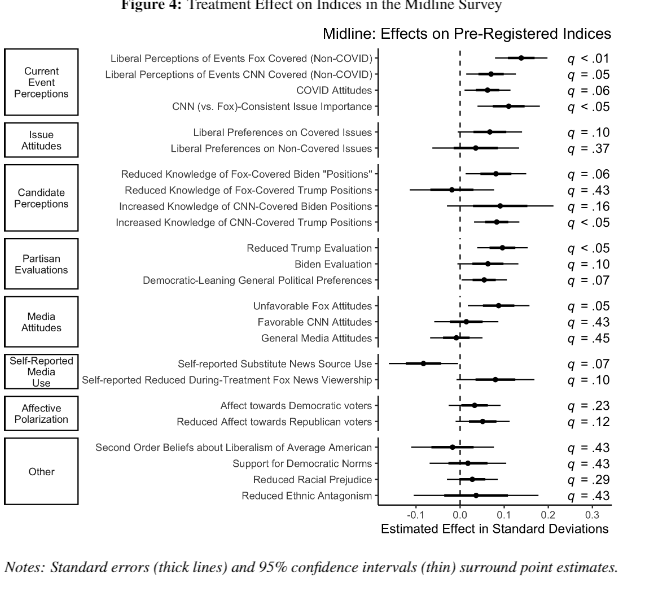 Figure 4: Treatment Effect on Indices in the Midline Survey
Midline: Effects on Pre-Registered Indices
Current
Event
Perceptions
Liberal Perceptions of Events Fox Covered (Non-COVID) q < .01
Liberal Perceptions of Events CNN Covered (Non-COVID) q = .05
COVID Attitudes q = .06
CNN (vs. Fox)-Consistent Issue Importance q < .05
Issue
Attitudes
Liberal Preferences on Covered Issues q = .10
Liberal Preferences on Non-Covered Issues q = .37
Candidate
Perceptions
Reduced Knowledge of Fox-Covered Biden "Positions" q = .06
Reduced Knowledge of Fox-Covered Trump Positions q = .43
Increased Knowledge of CNN-Covered Biden Positions q = .16
Increased Knowledge of CNN-Covered Trump Positions q < .05
Partisan
Evaluations
Reduced Trump Evaluation q < .05
Biden Evaluation q = .10
Democratic-Leaning General Political Preferences q = .07
Media
Attitudes
Unfavorable Fox Attitudes q = .05
Favorable CNN Attitudes q = .43
General Media Attitudes q = .45
Self-Reported
Media
Use
Self-reported Substitute News Source Use q = .07
Self-reported Reduced During-Treatment Fox News Viewership q = .10
Affective
Polarization
Affect towards Democratic voters q = .23
Reduced Affect towards Republican voters q = .12
Other
Second Order Beliefs about Liberalism of Average American q = .43
Support for Democratic Norms q = .43
Reduced Racial Prejudice q = .29
Reduced Ethnic Antagonism q = .43
-0.1 0.0 0.1 0.2 0.3
Estimated Effect in Standard Deviations
Notes: Standard errors (thick lines) and 95% confidence intervals (thin) surround point estimates.